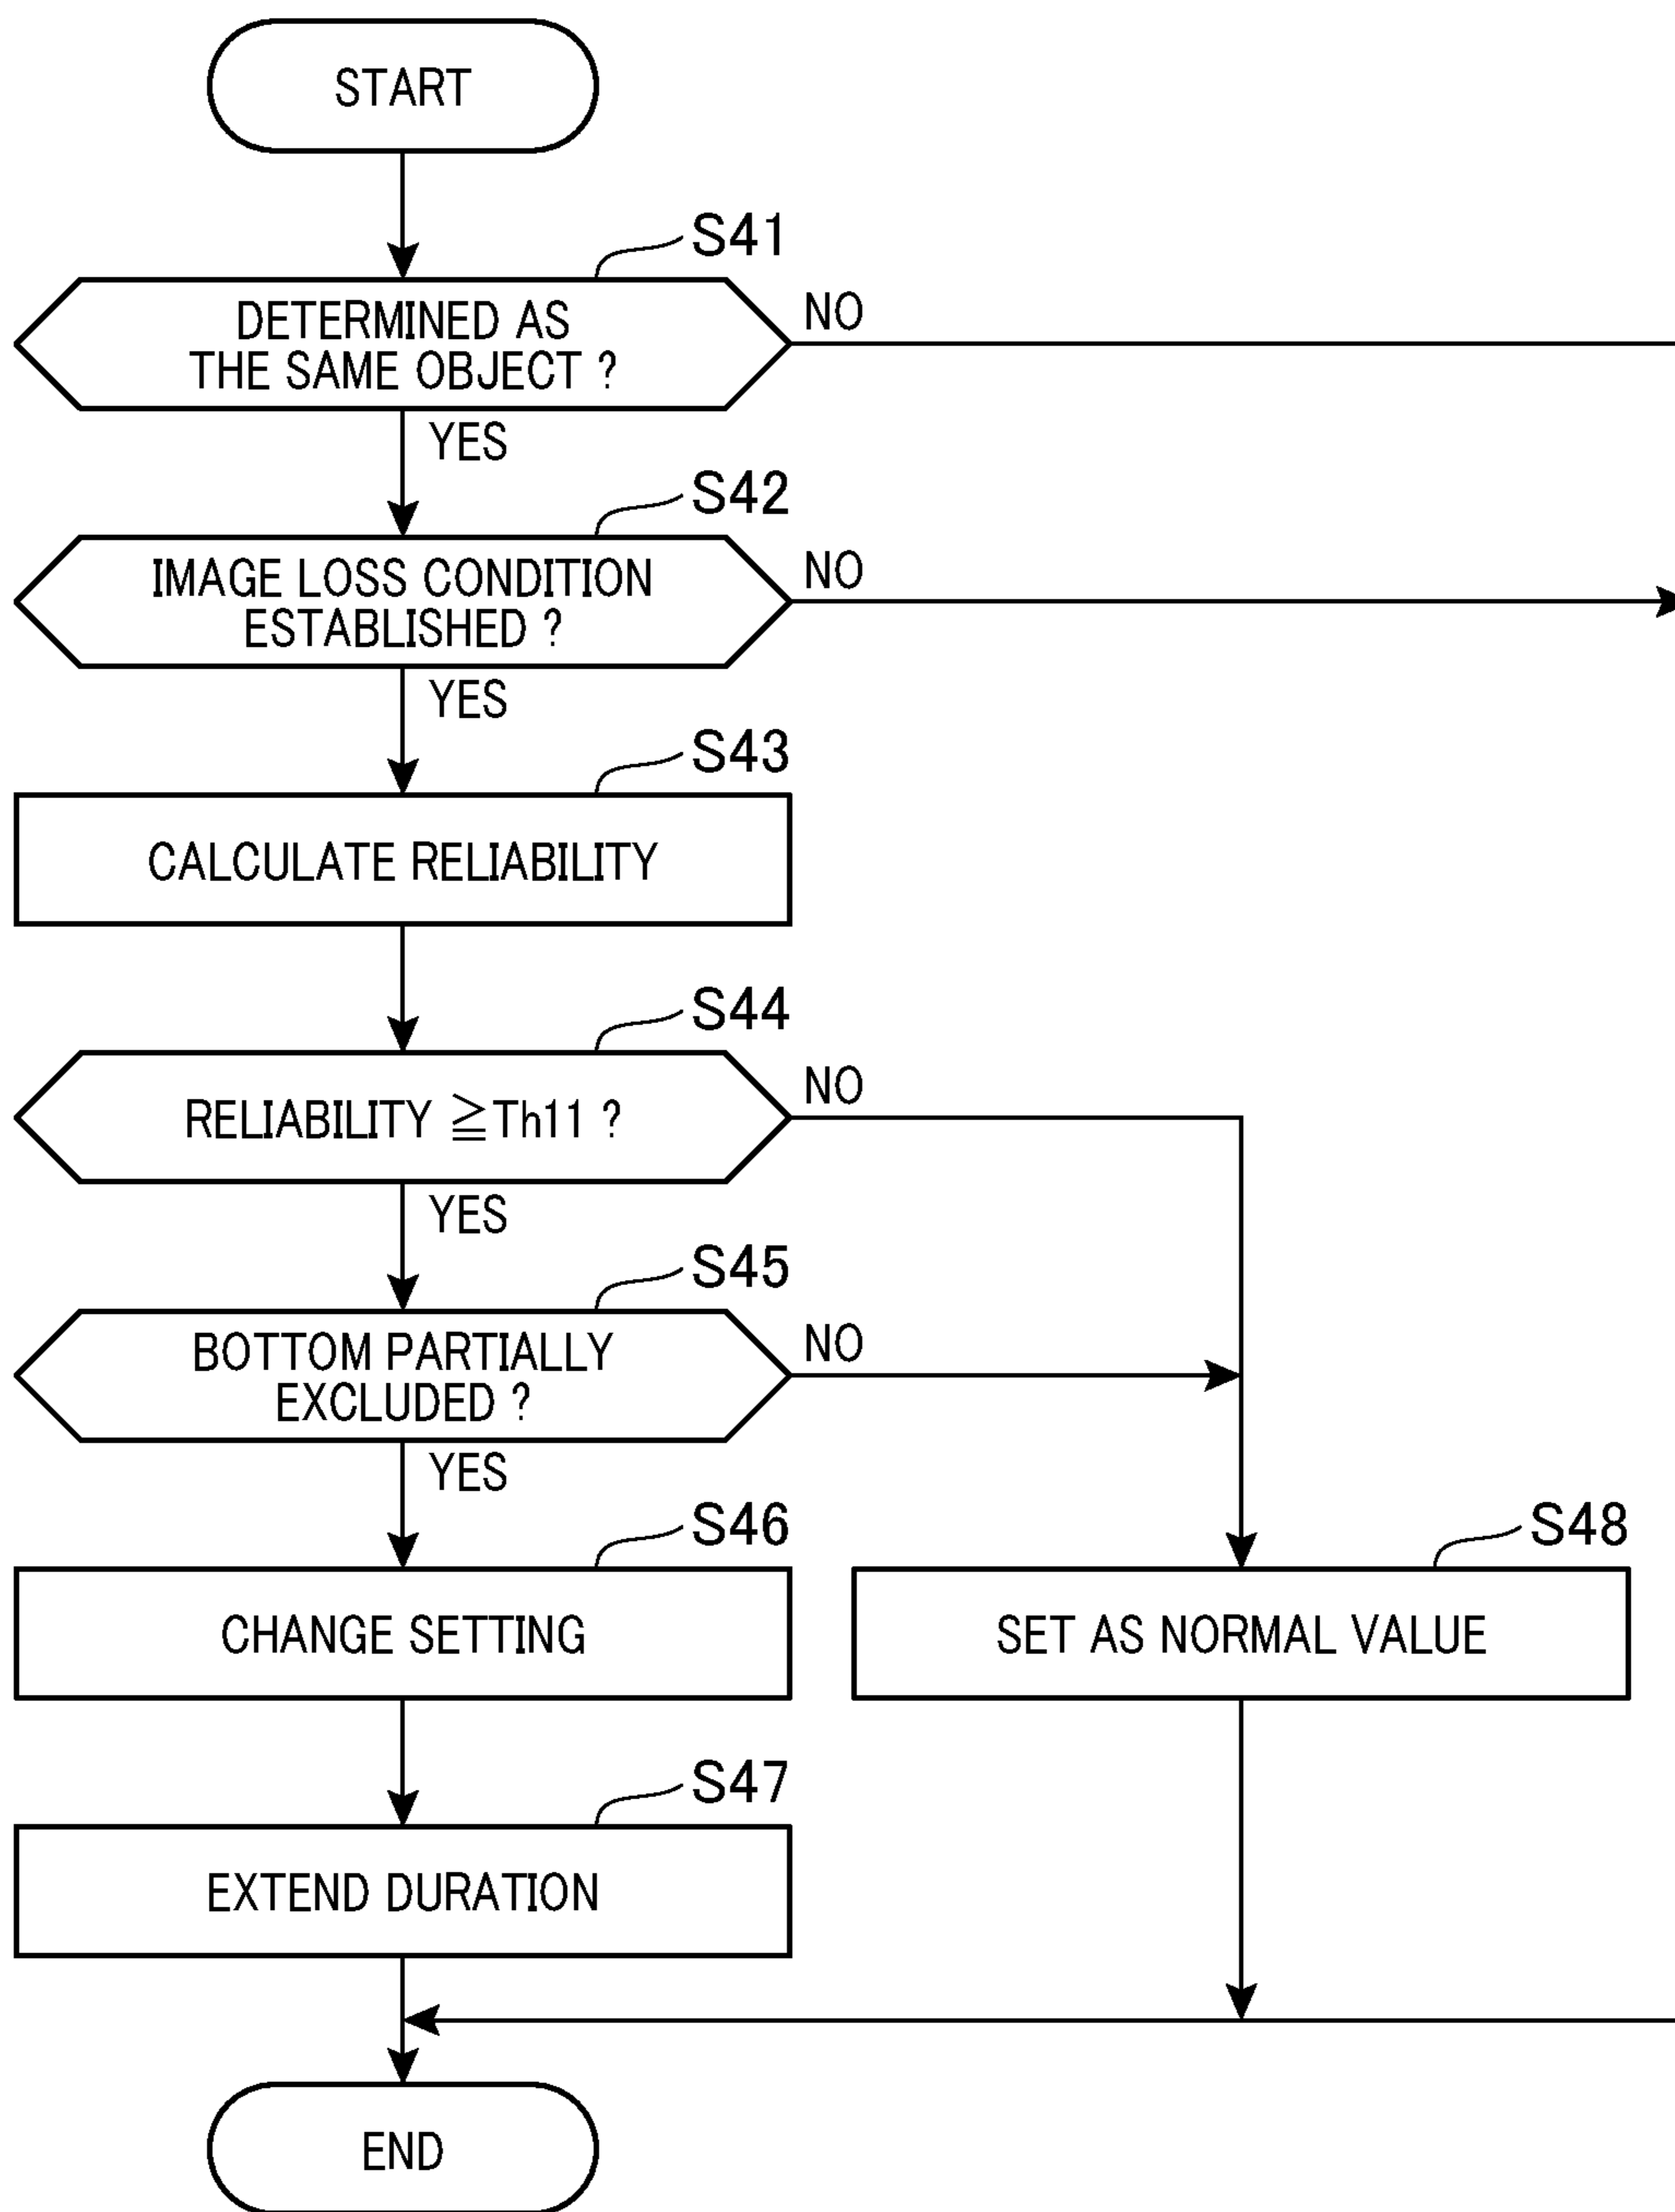 START
S41
DETERMINED AS
THE SAME OBJECT ?
NO
YES
S42
IMAGE LOSS CONDITION
ESTABLISHED ?
NO
YES
S43
CALCULATE RELIABILITY
S44
RELIABILITY ≧Th11 ?
NO
YES
S45
BOTTOM PARTIALLY
EXCLUDED ?
NO
YES
S46
CHANGE SETTING
S48
SET AS NORMAL VALUE
S47
EXTEND DURATION
END